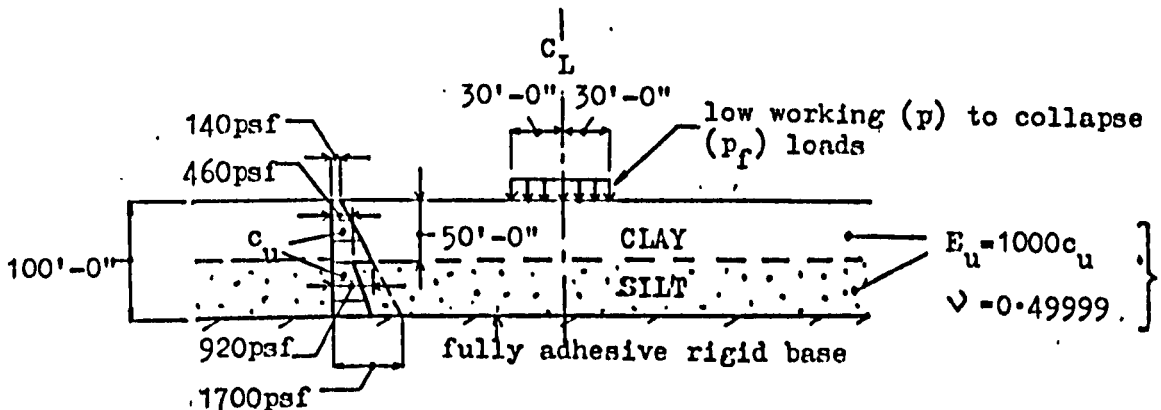 C_L
30'-0" 30'-0"
low working (p) to collapse
(p_f) loads
140psf
460psf
c_u
50'-0"
CLAY
E_u=1000c_u
100'-0"
SILT
ν=0·49999
920psf
fully adhesive rigid base
1700psf